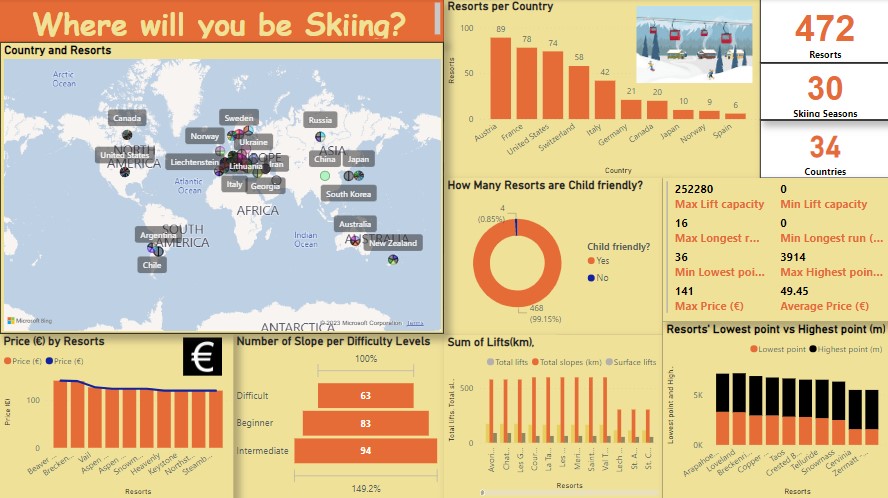 Where will you be Skiing?
Country and Resorts
Arctic
Ocean
Canada
Sweden
Russia
Norway
Ukraine
NORTH
AMERICA
United States
Liechtenstein
Lithuania
Iran
ASIA
China
Japan
Atlantic
Ocean
Italy
Georgia
South Korea
AFRICA
SOUTH
AMERICA
Argentina
Chile
Indian
Ocean
Australia
New Zealand
ANTARCTICA
Microsoft Bing
© 2023 Microsoft Corporation Terms
Resorts per Country
Resorts
100
50
0
89
78
74
58
42
21
20
10
9
6
Austria
France
United States
Switzerland
Italy
Germany
Canada
Japan
Norway
Spain
Country
472
Resorts
30
Skiing Seasons
34
Countries
How Many Resorts are Child friendly?
4
(0.85%)
468
(99.15%)
Child friendly?
Yes
No
252280
Max Lift capacity
0
Min Lift capacity
16
Max Longest r...
0
Min Longest run (...
36
Min Lowest poi...
3914
Max Highest poin...
141
Max Price (€)
49.45
Average Price (€)
Price (€) by Resorts
Price (€) Price (€)
€
100
0
Beaver ...
Brecken...
Vail
Aspen ...
Aspen ...
Snowm...
Heavenly
Keystone
Northst...
Steamb...
Resorts
Number of Slope per Difficulty Levels
100%
Difficult
63
Beginner
83
Intermediate
94
149.2%
Sum of Lifts(km),
Total lifts Total slopes (km) Surface lifts
Total lifts, Total sl...
500
0
Avori...
Chat...
Les G...
Cour...
La Ta...
Les ...
Meri...
Saint...
Val T...
Lech ...
St. A...
St. C...
Resorts
Resorts' Lowest point vs Highest point (m)
Lowest point Highest point (m)
Lowest point and High...
5K
0K
Arapahoe...
Loveland
Breckenri...
Copper ...
Taos
Crested B...
Telluride
Snowmass
Cervinia
Zermatt -...
Resorts